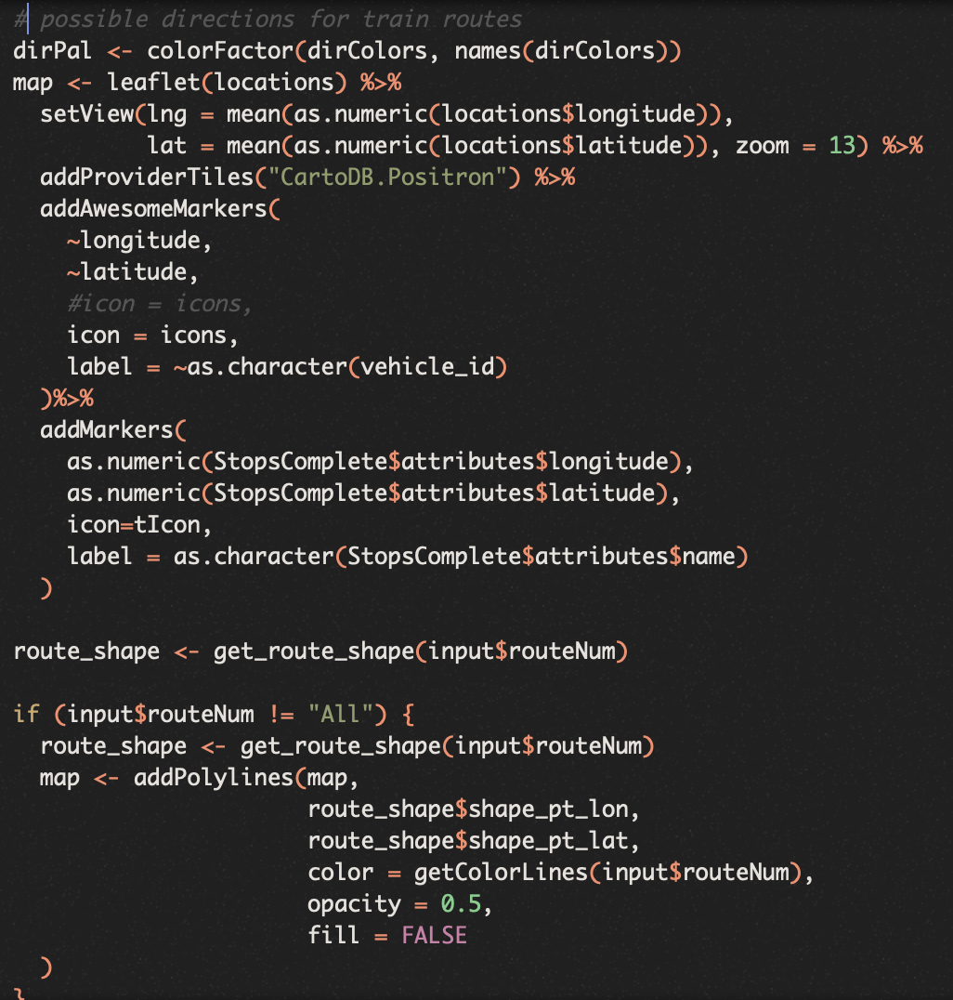 # possible directions for train routes
dirPal <- colorFactor(dirColors, names(dirColors))
map <- leaflet(locations) %>%
  setView(lng = mean(as.numeric(locations$longitude)),
          lat = mean(as.numeric(locations$latitude)), zoom = 13) %>%
  addProviderTiles("CartoDB.Positron") %>%
  addAwesomeMarkers(
    ~longitude,
    ~latitude,
    #icon = icons,
    icon = icons,
    label = ~as.character(vehicle_id)
  )%>%
  addMarkers(
    as.numeric(StopsComplete$attributes$longitude),
    as.numeric(StopsComplete$attributes$latitude),
    icon=tIcon,
    label = as.character(StopsComplete$attributes$name)
  )

route_shape <- get_route_shape(input$routeNum)

if (input$routeNum != "All") {
  route_shape <- get_route_shape(input$routeNum)
  map <- addPolylines(map,
                      route_shape$shape_pt_lon,
                      route_shape$shape_pt_lat,
                      color = getColorLines(input$routeNum),
                      opacity = 0.5,
                      fill = FALSE
  )
}